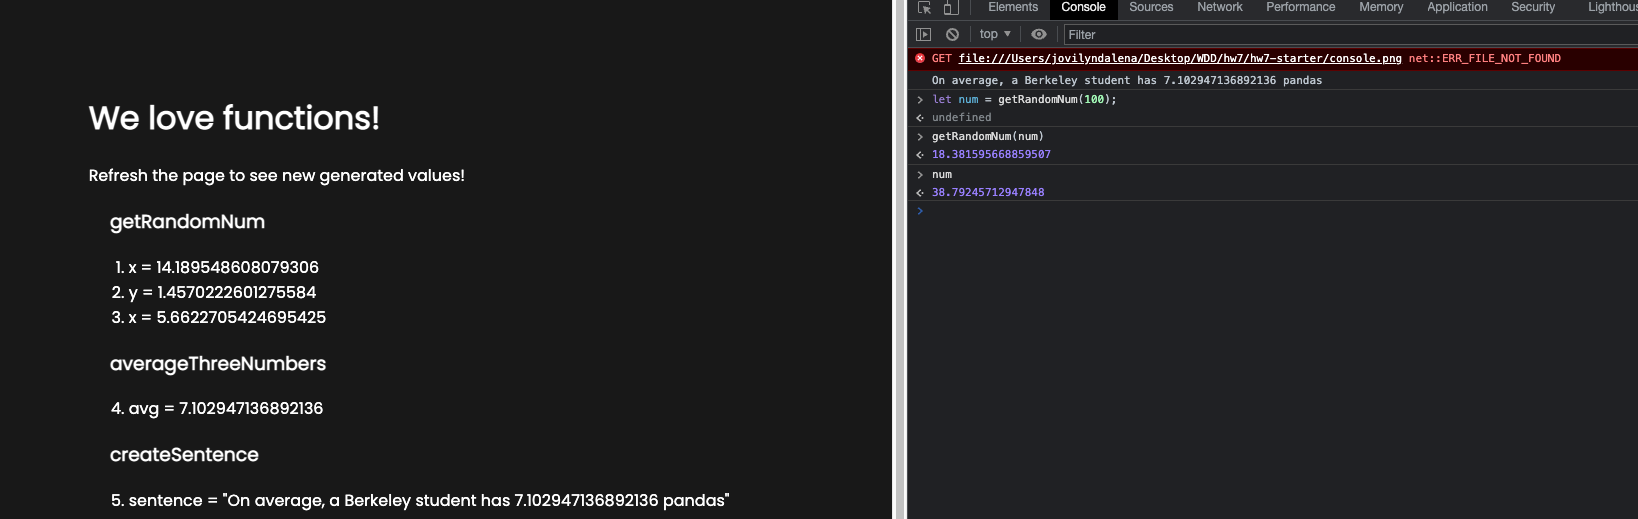 We love functions!
Refresh the page to see new generated values!
getRandomNum
1. x = 14.189548608079306
2. y = 1.4570222601275584
3. x = 5.6622705424695425
averageThreeNumbers
4. avg = 7.102947136892136
createSentence
5. sentence = "On average, a Berkeley student has 7.102947136892136 pandas"
Elements Console Sources Network Performance Memory Application Security Lighthous
top Filter
GET file:///Users/jovilyndalena/Desktop/WDD/hw7/hw7-starter/console.png net::ERR_FILE_NOT_FOUND
On average, a Berkeley student has 7.102947136892136 pandas
> let num = getRandomNum(100);
undefined
> getRandomNum(num)
18.381595668859507
> num
38.79245712947848
>